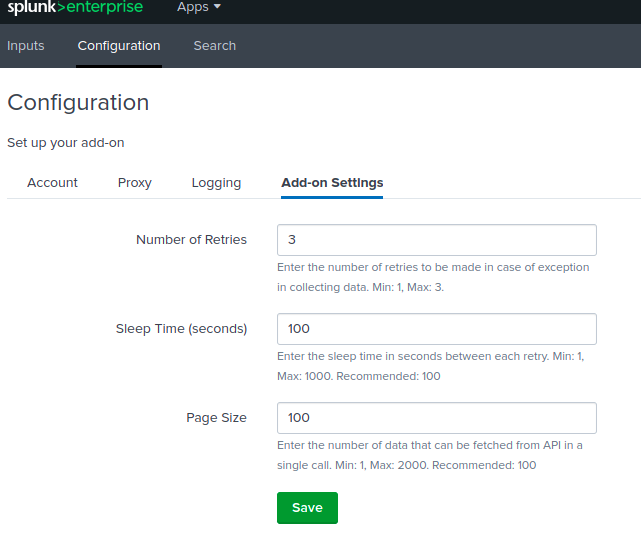 splunk>enterprise Apps
Inputs Configuration Search
Configuration
Set up your add-on
Account Proxy Logging Add-on Settings
Number of Retries 3
Enter the number of retries to be made in case of exception
in collecting data. Min: 1, Max: 3.
Sleep Time (seconds) 100
Enter the sleep time in seconds between each retry. Min: 1,
Max: 1000. Recommended: 100
Page Size 100
Enter the number of data that can be fetched from API in a
single call. Min: 1, Max: 2000. Recommended: 100
Save